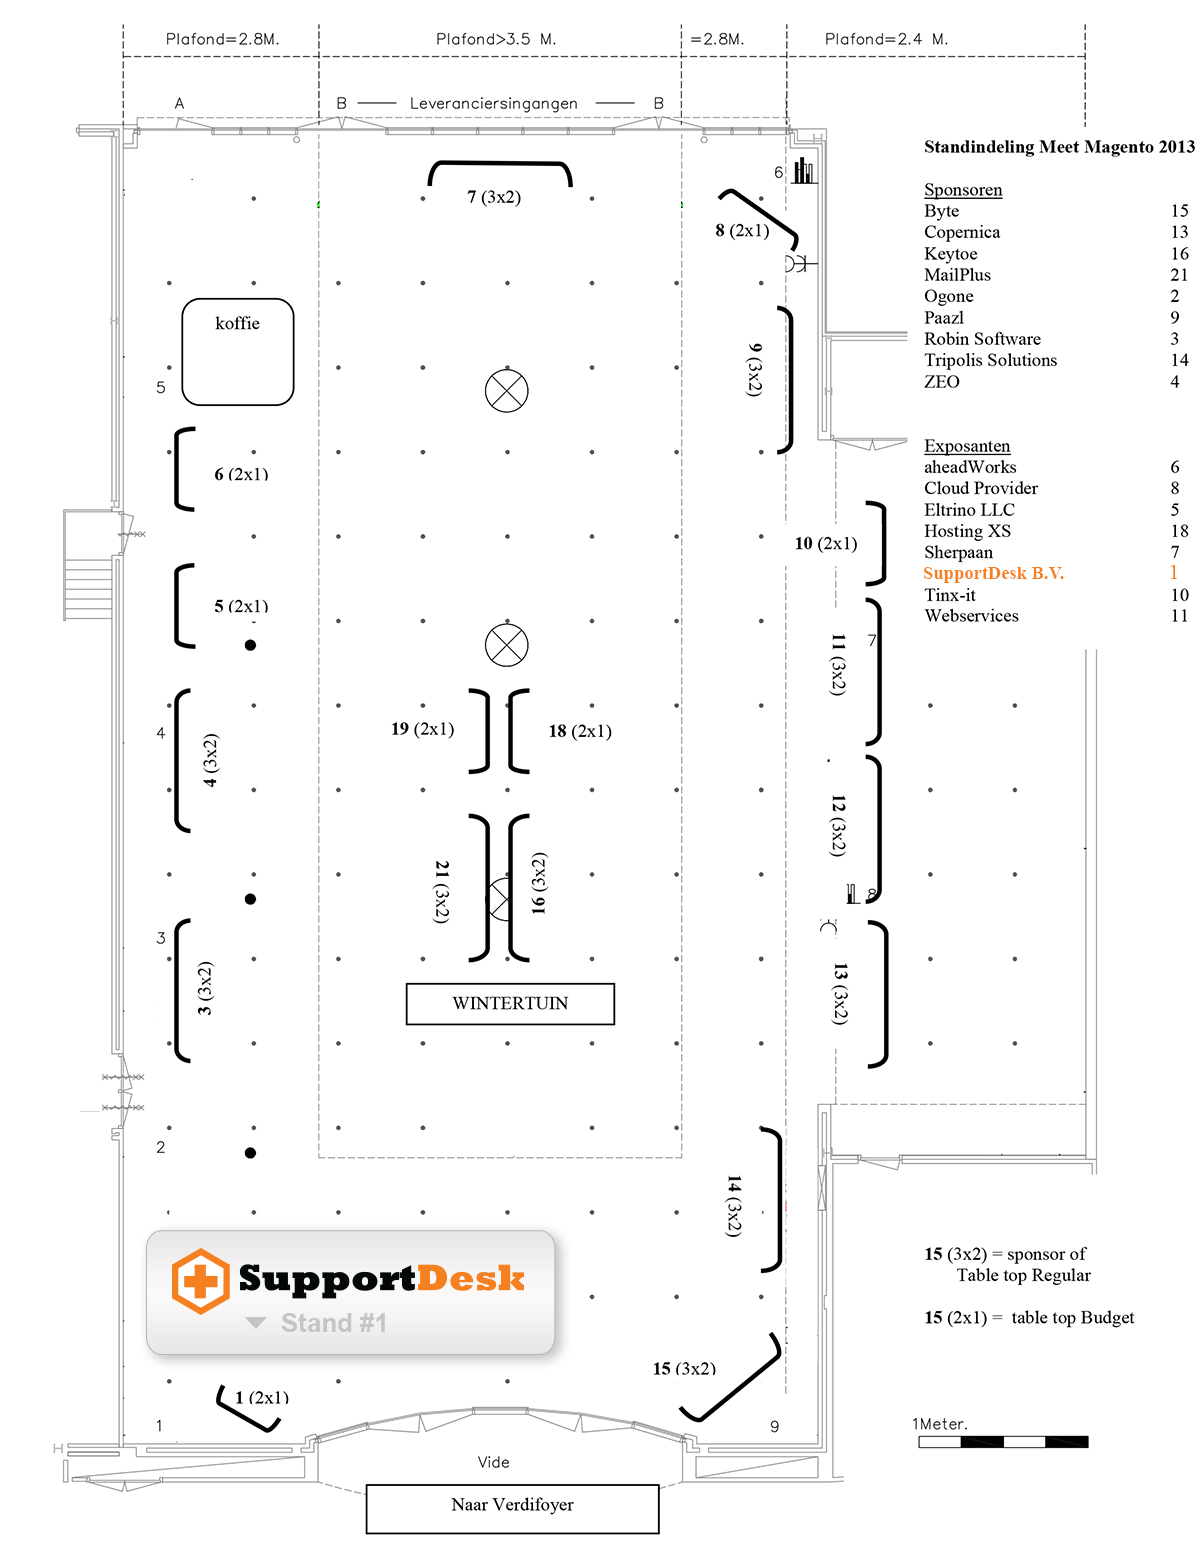 Plafond=2.8M.
Plafond>3.5 M.
=2.8M.
Plafond=2.4 M.
A
B
Leveranciersingangen
B
Standindeling Meet Magento 2013
Sponsoren
Byte 15
Copernica 13
Keytoe 16
MailPlus 21
Ogone 2
Paazl 9
Robin Software 3
Tripolis Solutions 14
ZEO 4
Exposanten
aheadWorks 6
Cloud Provider 8
Eltrino LLC 5
Hosting XS 18
Sherpaan 7
SupportDesk B.V. 1
Tinx-it 10
Webservices 11
6
7 (3x2)
8 (2x1)
koffie
9 (3x2)
5
6 (2x1)
10 (2x1)
5 (2x1)
11 (3x2)
7
4
4 (3x2)
19 (2x1)
18 (2x1)
12 (3x2)
8
21 (3x2)
16 (3x2)
3
3 (3x2)
13 (3x2)
WINTERTUIN
2
14 (3x2)
SupportDesk
Stand #1
15 (3x2) = sponsor of
Table top Regular
15 (2x1) = table top Budget
15 (3x2)
1 (2x1)
1
9
1Meter.
H
Vide
Naar Verdifoyer